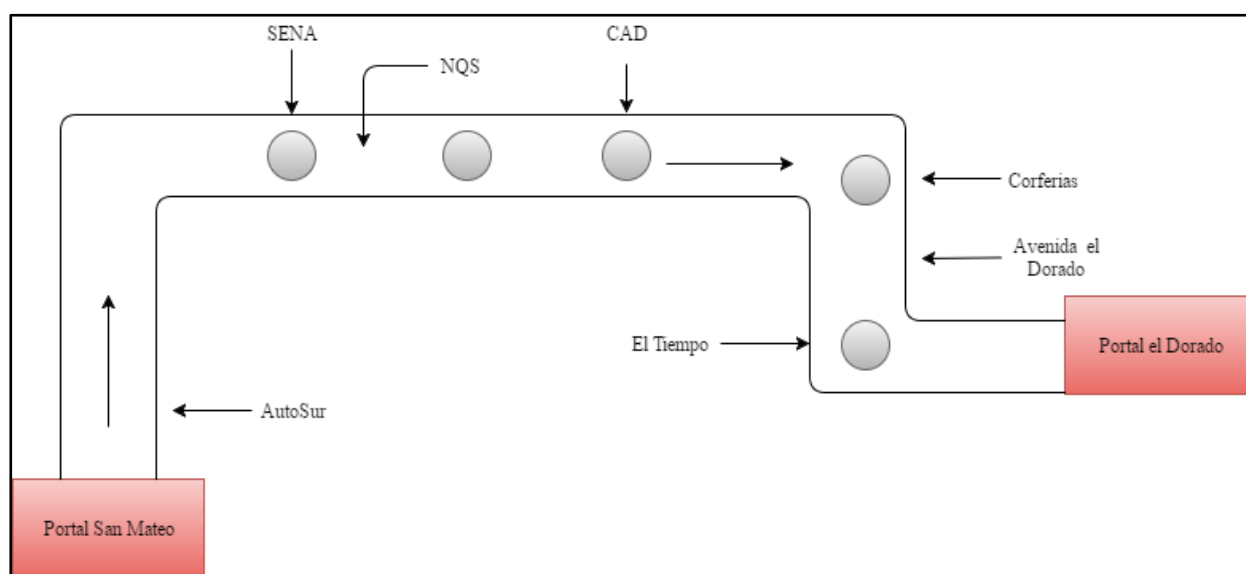 SENA
CAD
NQS
Corferias
Avenida el
Dorado
El Tiempo
Portal el Dorado
AutoSur
Portal San Mateo